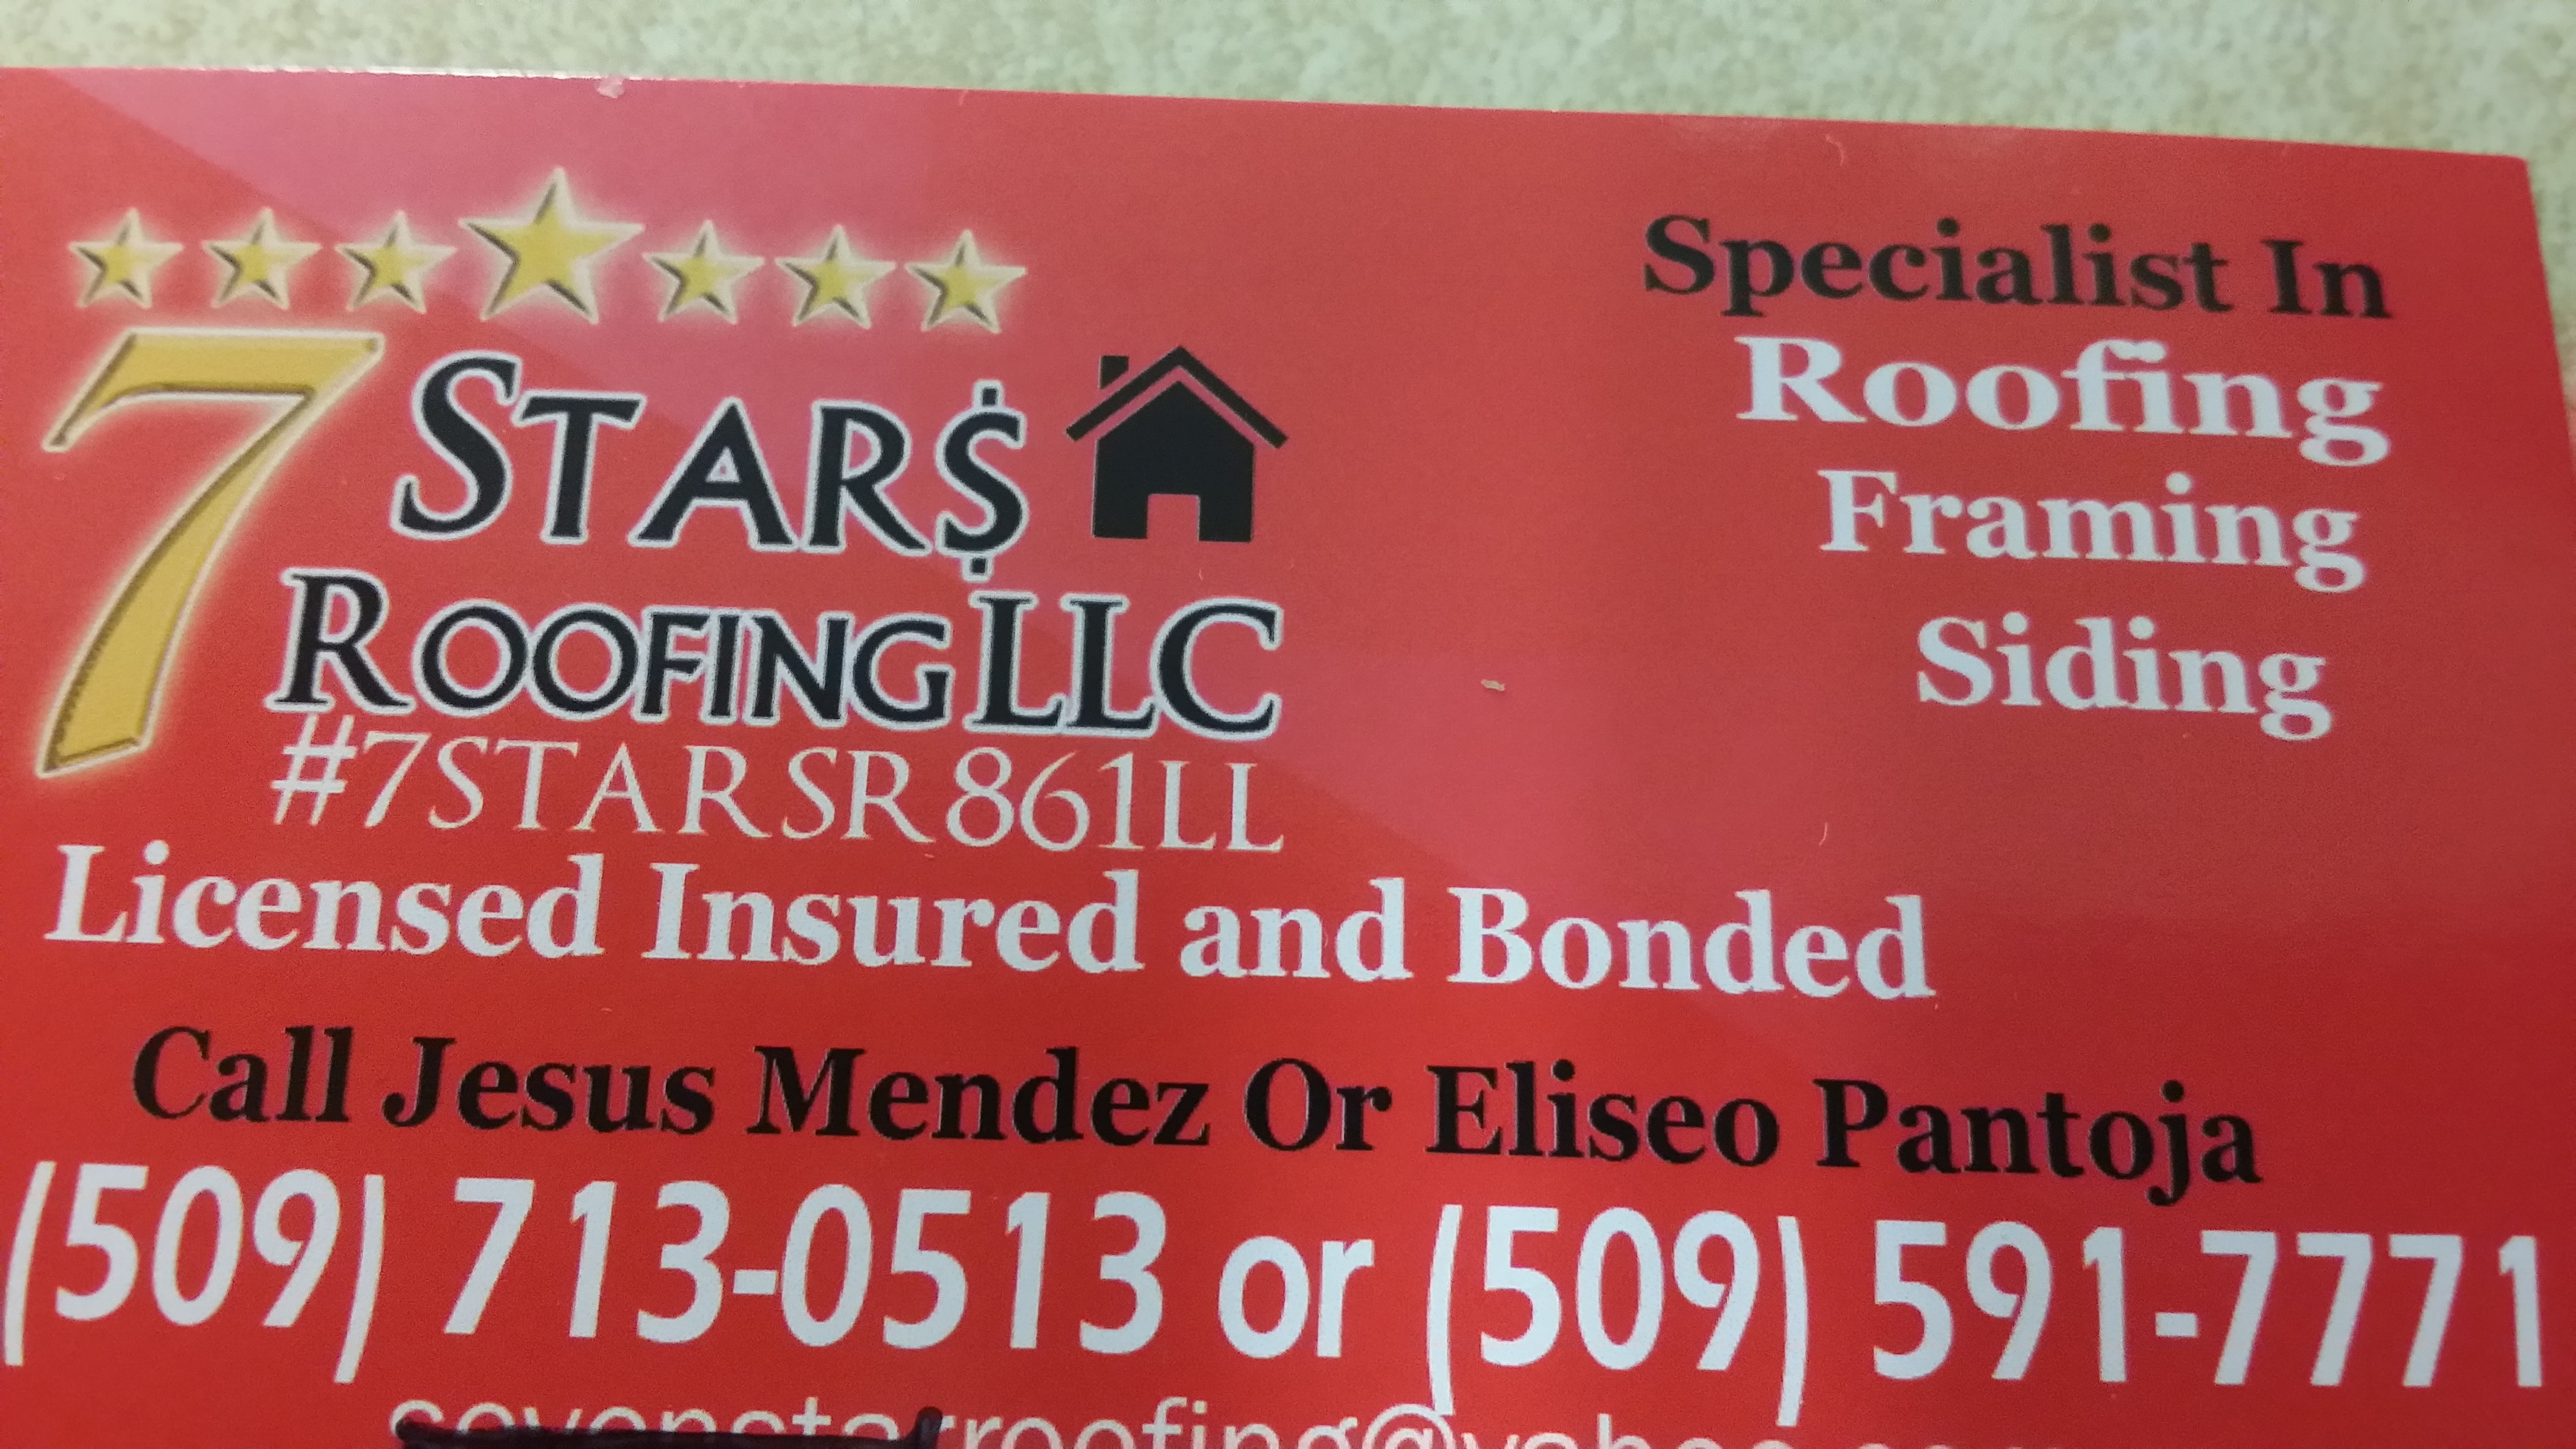 7 STAR$
ROOFING LLC
#7STARSR861LL
Specialist In
Roofing
Framing
Siding
Licensed Insured and Bonded
Call Jesus Mendez Or Eliseo Pantoja
(509) 713-0513 or (509) 591-7771